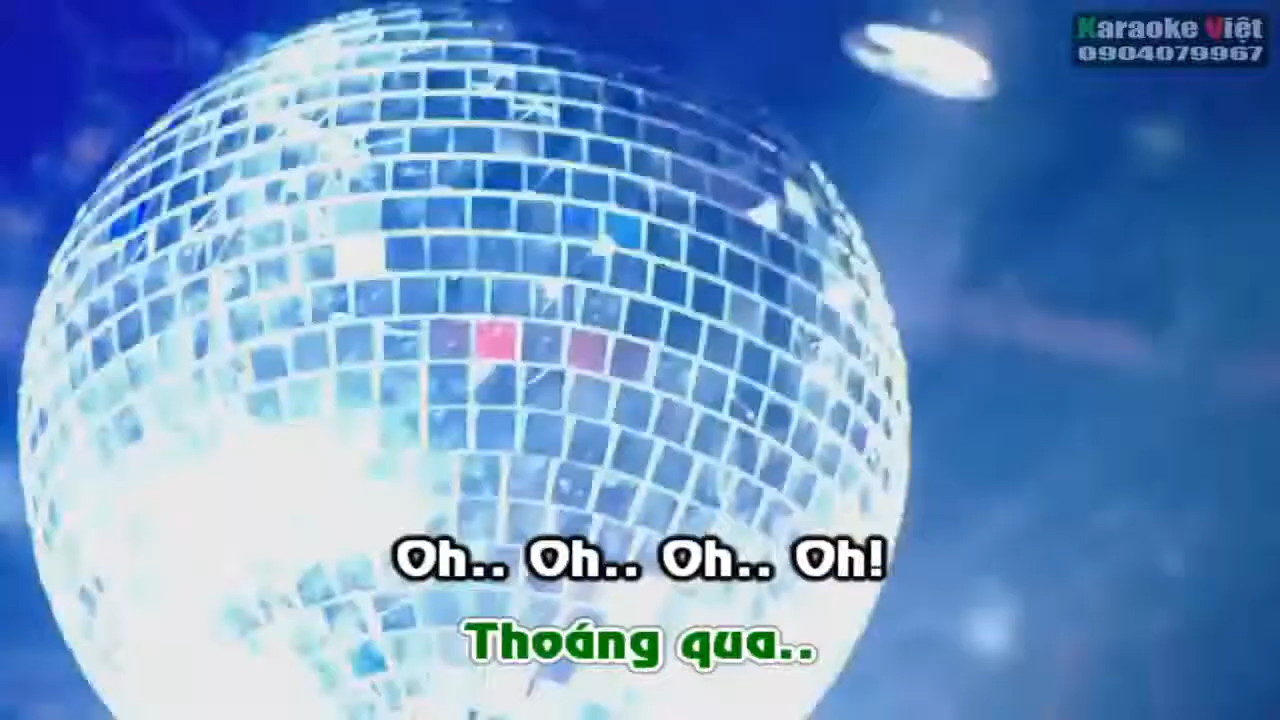 Karaoke Việt
0904079967
Oh.. Oh.. Oh.. Oh!
Thoáng qua..